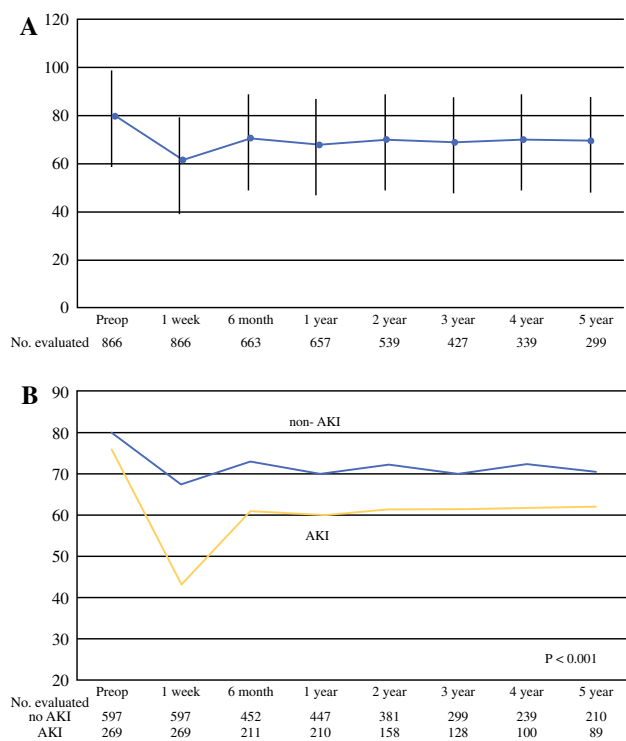 A
120
100
80
60
40
20
0
Preop 1 week 6 month 1 year 2 year 3 year 4 year 5 year
No. evaluated 866 866 663 657 539 427 339 299
B
90
80
70
60
50
40
30
20
non- AKI
AKI
P < 0.001
Preop 1 week 6 month 1 year 2 year 3 year 4 year 5 year
No. evaluated
no AKI 597 597 452 447 381 299 239 210
AKI 269 269 211 210 158 128 100 89